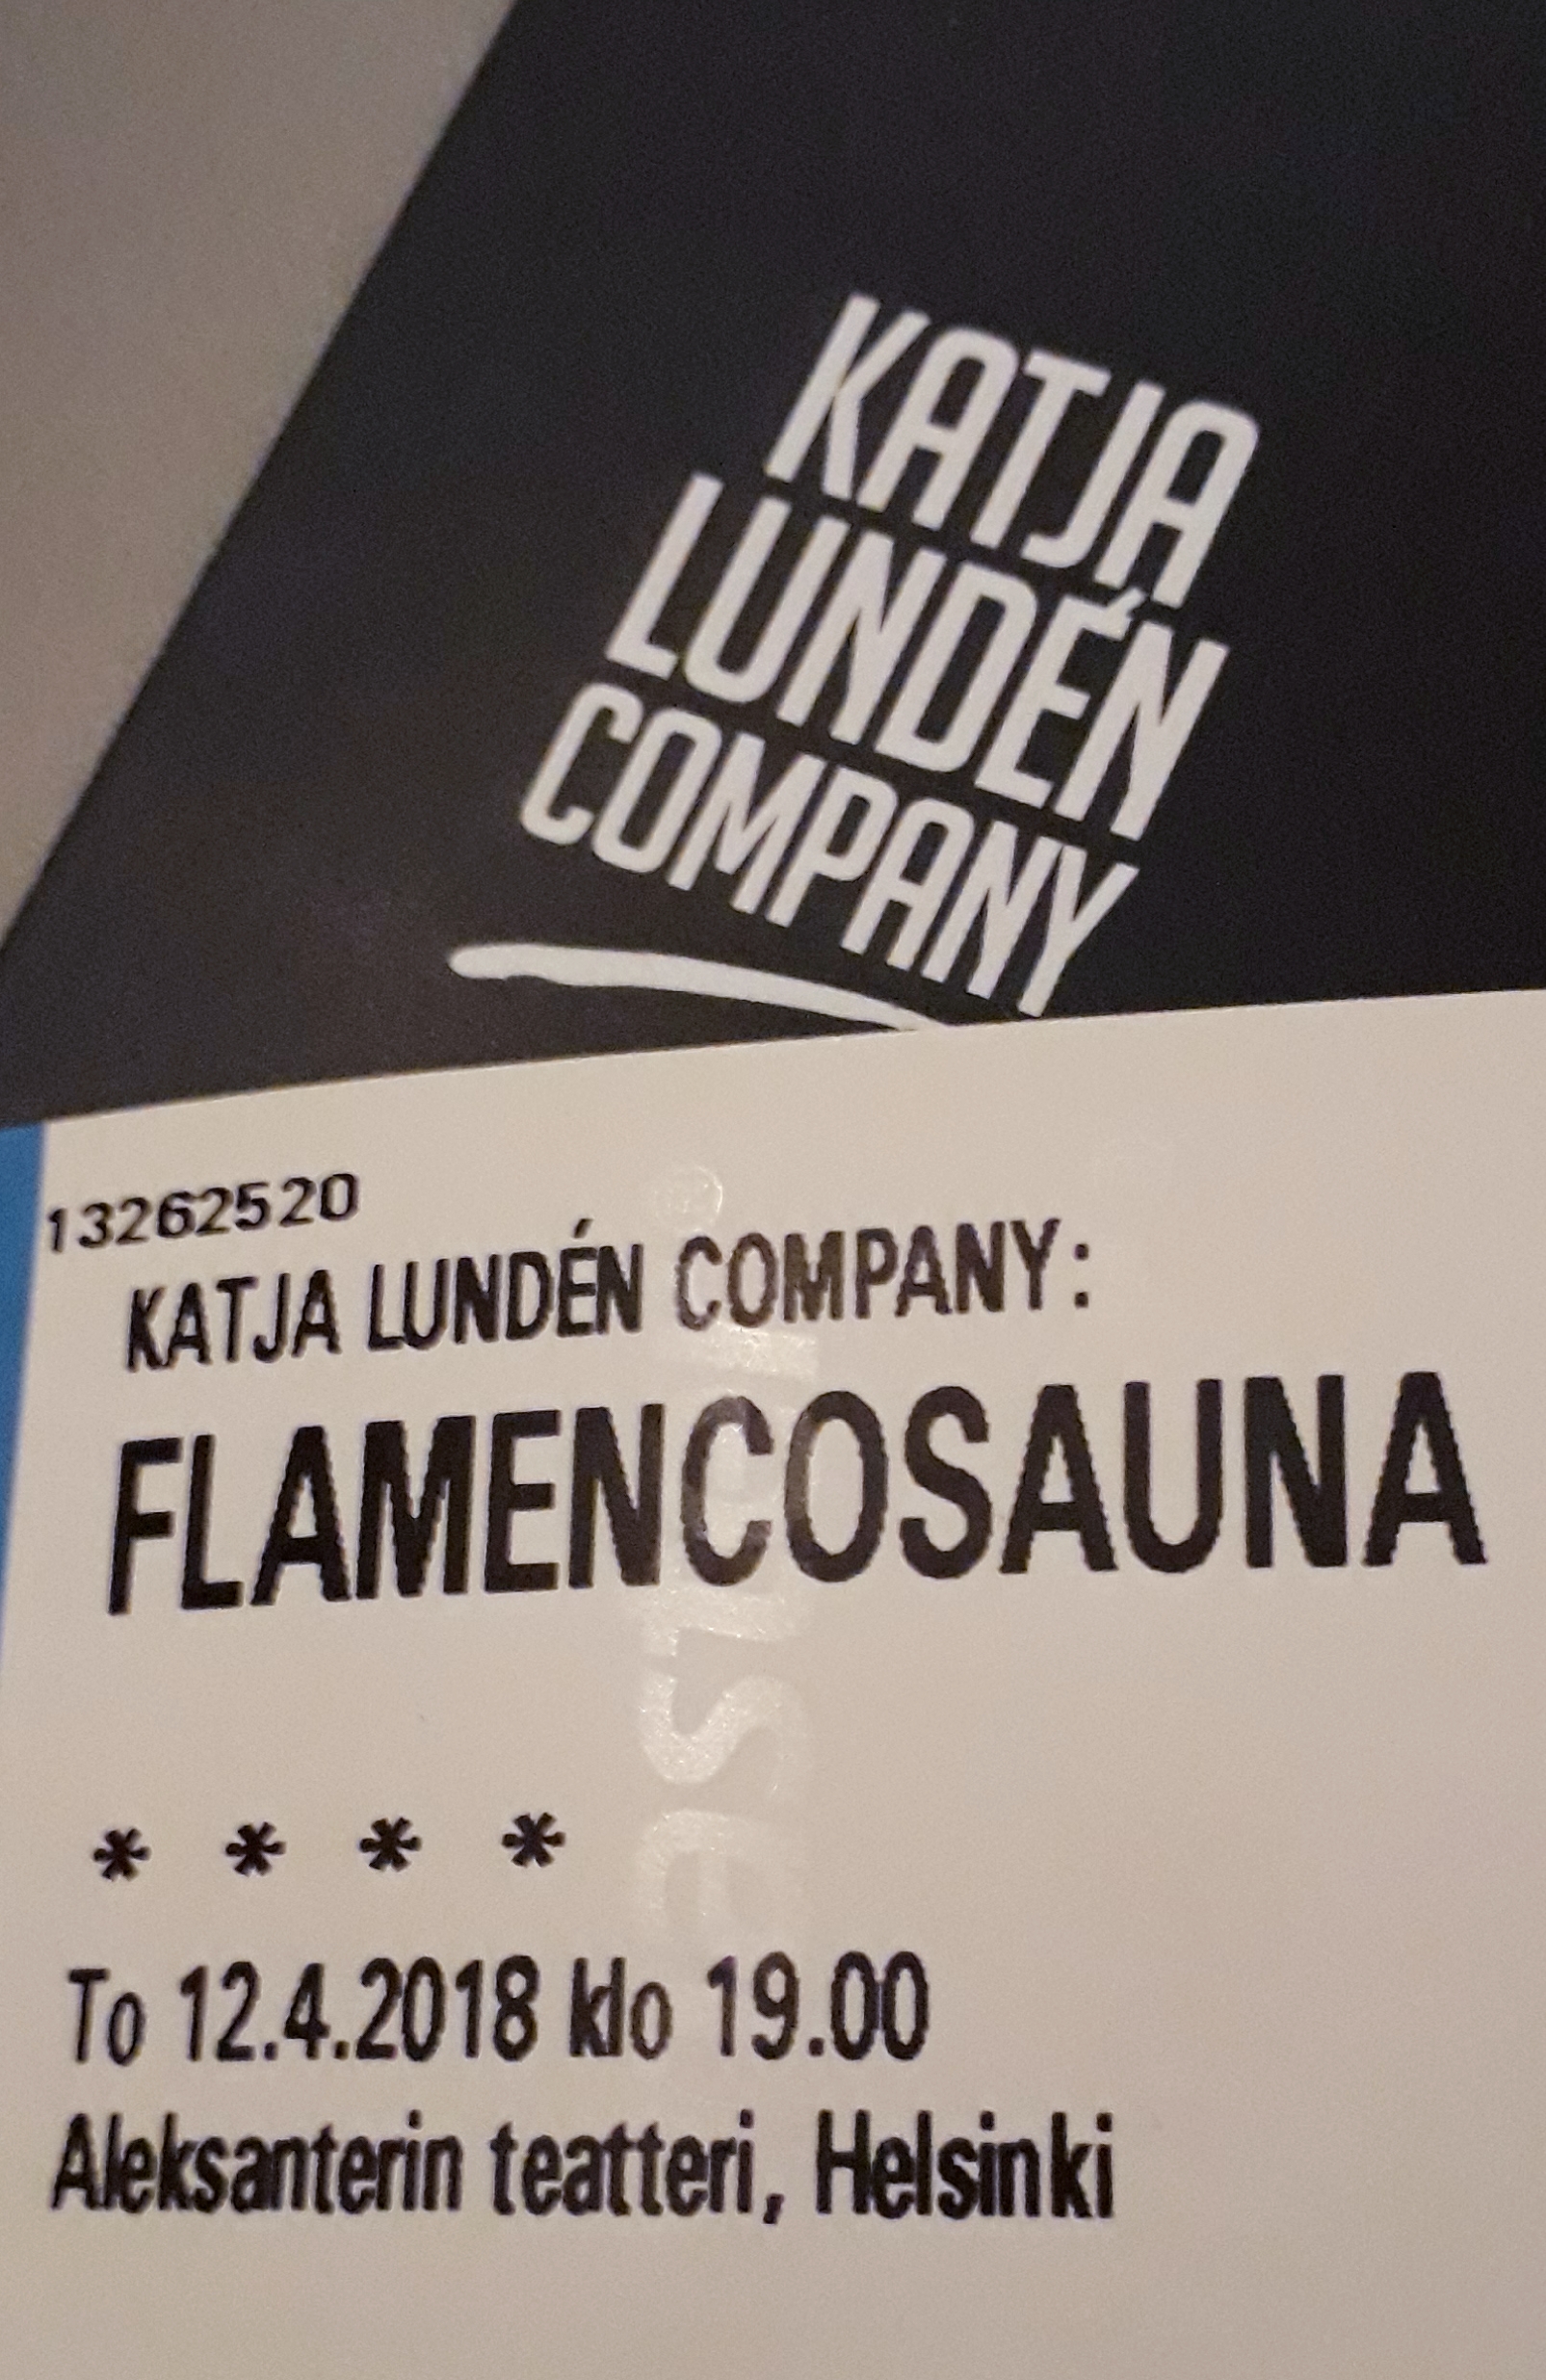 KATJA
LUNDÉN
COMPANY
13262520
KATJA LUNDÉN COMPANY:
FLAMENCOSAUNA
* * * *
To 12.4.2018 klo 19.00
Aleksanterin teatteri, Helsinki